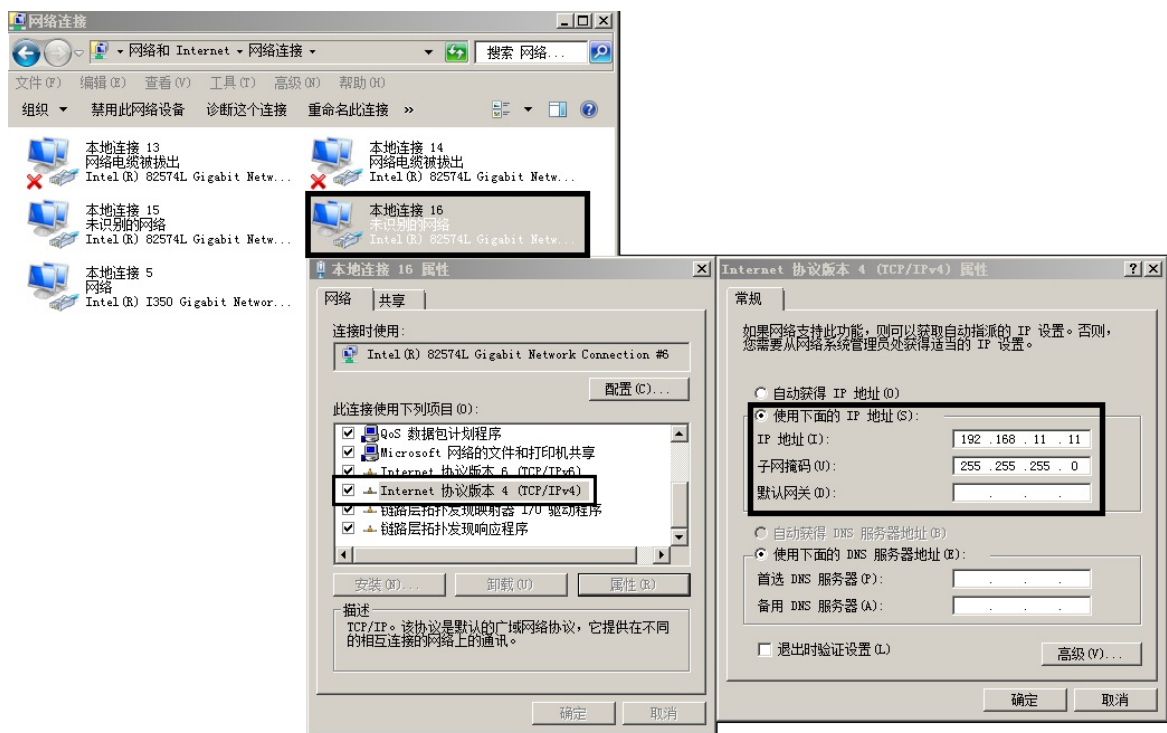 网络连接
网络和 Internet 网络连接
搜索 网络...
文件(F) 编辑(E) 查看(V) 工具(T) 高级(N) 帮助(H)
组织 禁用此网络设备 诊断这个连接 重命名此连接 »
本地连接 13
网络电缆被拔出
Intel(R) 82574L Gigabit Netw...
本地连接 14
网络电缆被拔出
Intel(R) 82574L Gigabit Netw...
本地连接 15
未识别的网络
Intel(R) 82574L Gigabit Netw...
本地连接 16
未识别的网络
Intel(R) 82574L Gigabit Netw...
本地连接 5
网络
Intel(R) I350 Gigabit Networ...
本地连接 16 属性
网络 共享
连接时使用:
Intel(R) 82574L Gigabit Network Connection #6
配置(C)...
此连接使用下列项目(O):
QoS 数据包计划程序
Microsoft 网络的文件和打印机共享
Internet 协议版本 6 (TCP/IPv6)
Internet 协议版本 4 (TCP/IPv4)
链路层拓扑发现映射器 I/O 驱动程序
链路层拓扑发现响应程序
安装(N)... 卸载(U) 属性(R)
描述
TCP/IP。该协议是默认的广域网络协议，它提供在不同
的相互连接的网络上的通讯。
确定 取消
Internet 协议版本 4 (TCP/IPv4) 属性
常规
如果网络支持此功能，则可以获取自动指派的 IP 设置。否则，
您需要从网络系统管理员处获得适当的 IP 设置。
自动获得 IP 地址(O)
使用下面的 IP 地址(S):
IP 地址(I): 192 .168 . 11 . 11
子网掩码(U): 255 .255 .255 . 0
默认网关(D): . . .
自动获得 DNS 服务器地址(B)
使用下面的 DNS 服务器地址(E):
首选 DNS 服务器(P): . . .
备用 DNS 服务器(A): . . .
退出时验证设置(L)
高级(V)...
确定 取消